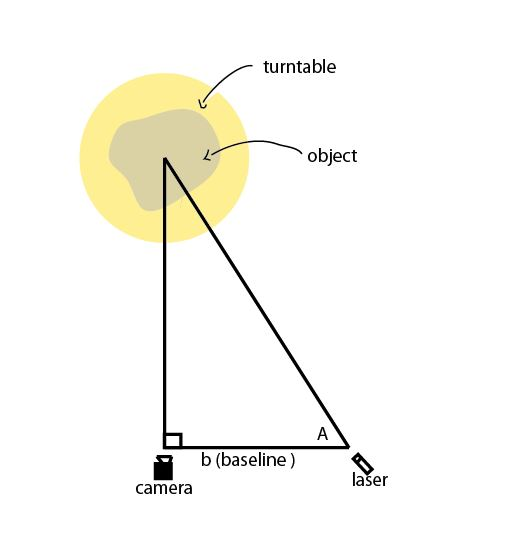 turntable
object
A
b (baseline )
camera
laser